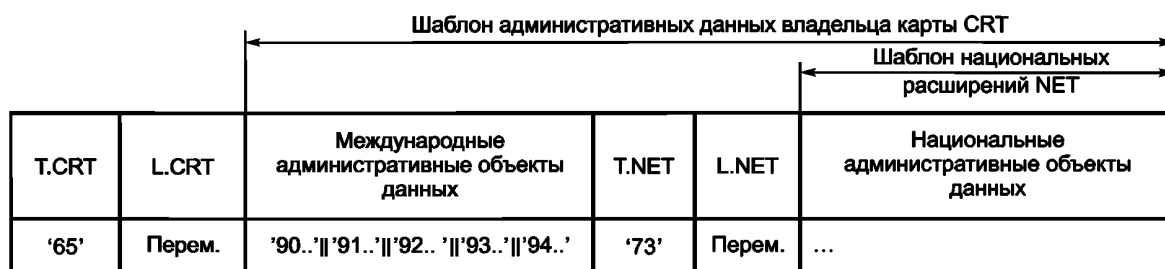 Шаблон административных данных владельца карты CRT
Шаблон национальных
расширений NET
T.CRT L.CRT Международные административные объекты данных T.NET L.NET Национальные административные объекты данных
‘65’ Перем. ’90..’||’91..’||’92.. ’||’93..’||’94..’ ‘73’ Перем. ...